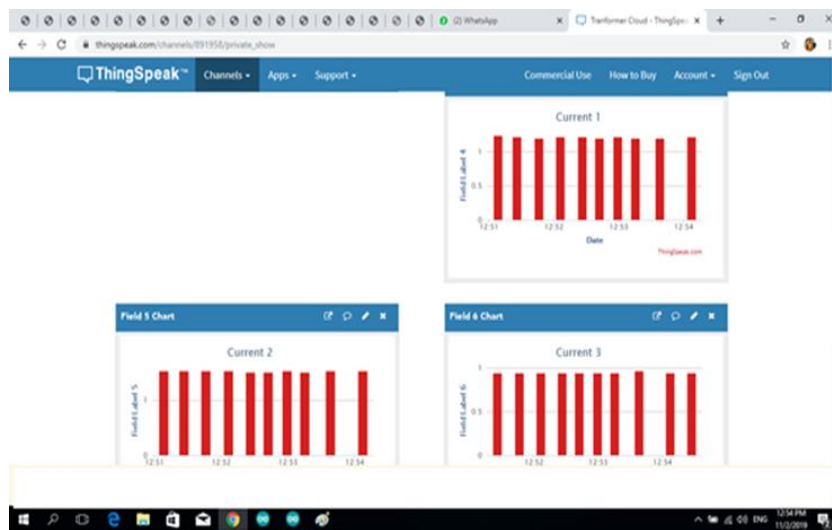 (2) WhatsApp
Tranformer Cloud - ThingSpe
thingspeak.com/channels/891958/private_show
ThingSpeak™ Channels Apps Support Commercial Use How to Buy Account Sign Out
Current 1
Field Label 4
1
0.5
0
12:51 12:52 12:53 12:54
Date
ThingSpeak.com
Field 5 Chart
Current 2
Field Label 5
1
0
12:51 12:52 12:53 12:54
Field 6 Chart
Current 3
Field Label 6
1
0.5
0
12:52 12:53 12:54
ENG
12:54 PM
11/2/2019